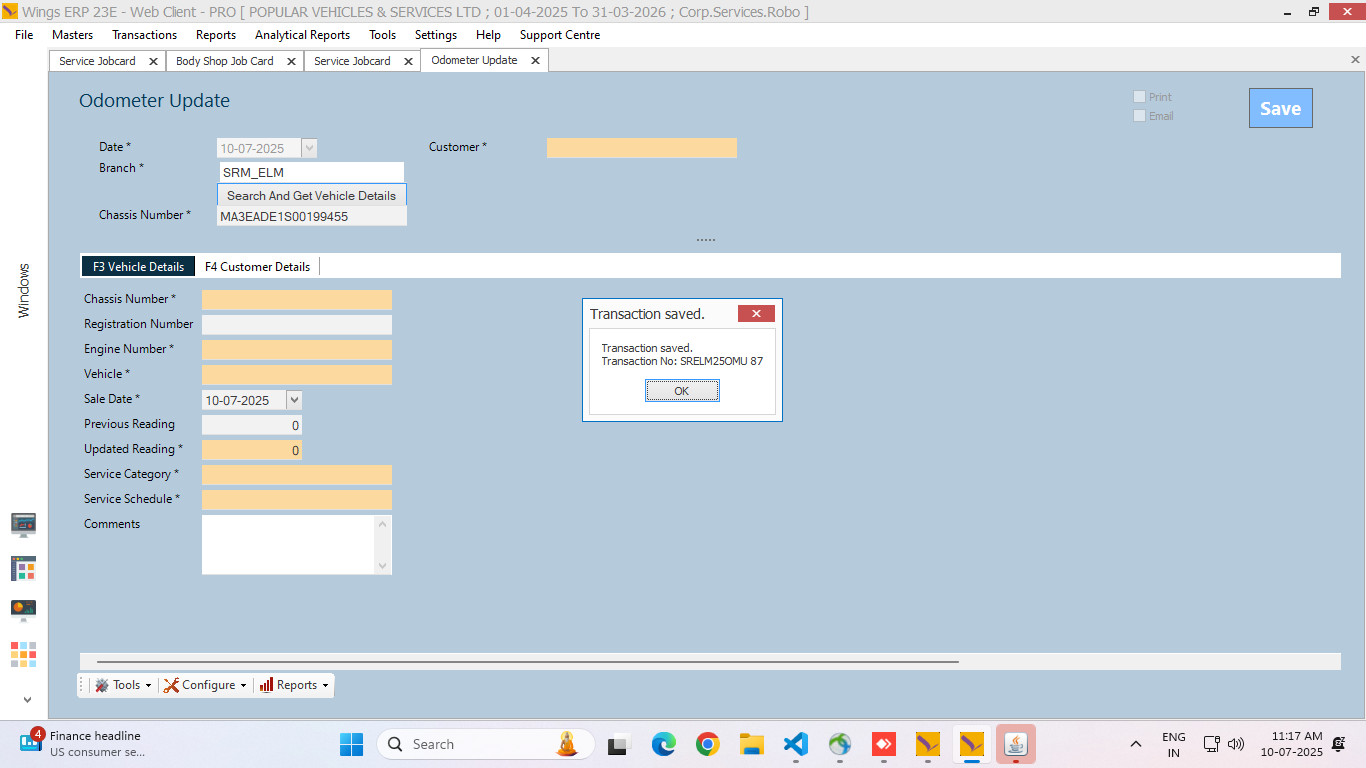 Wings ERP 23E - Web Client - PRO [ POPULAR VEHICLES & SERVICES LTD ; 01-04-2025 To 31-03-2026 ; Corp.Services.Robo ]
File Masters Transactions Reports Analytical Reports Tools Settings Help Support Centre
Service Jobcard Body Shop Job Card Service Jobcard Odometer Update
Odometer Update
Print
Email
Save
Date * 10-07-2025 Customer *
Branch * SRM_ELM
Search And Get Vehicle Details
Chassis Number * MA3EADE1S00199455
Windows
F3 Vehicle Details F4 Customer Details
Chassis Number *
Registration Number
Engine Number *
Vehicle *
Sale Date * 10-07-2025
Previous Reading 0
Updated Reading * 0
Service Category *
Service Schedule *
Comments
Transaction saved.
Transaction saved.
Transaction No: SRELM25OMU 87
OK
Tools Configure Reports
4
Finance headline
US consumer se...
Search
ENG
IN
11:17 AM
10-07-2025